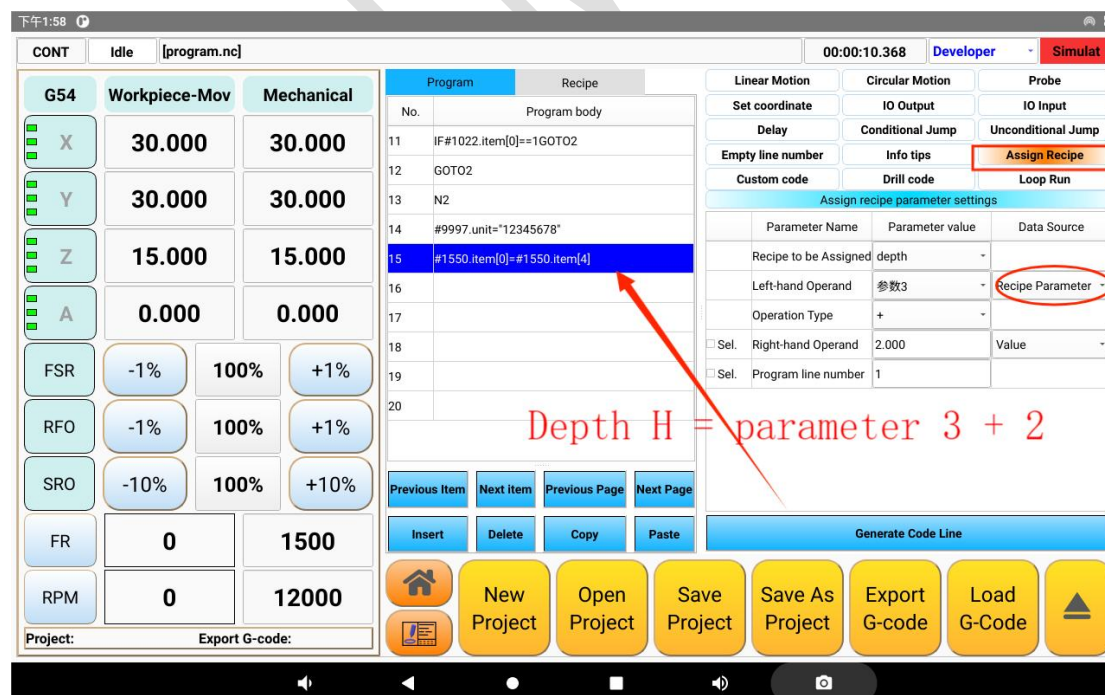 下午1:58
CONT Idle [program.nc] 00:00:10.368 Developer Simulat
G54 Workpiece-Mov Mechanical
X 30.000 30.000
Y 30.000 30.000
Z 15.000 15.000
A 0.000 0.000
FSR -1% 100% +1%
RFO -1% 100% +1%
SRO -10% 100% +10%
FR 0 1500
RPM 0 12000
Project: Export G-code:
Program Recipe
No. Program body
11 IF#1022.item[0]==1GOTO2
12 GOTO2
13 N2
14 #9997.unit="12345678"
15 #1550.item[0]=#1550.item[4]
16
17
18
19
20
Previous Item Next item Previous Page Next Page
Insert Delete Copy Paste
Linear Motion Circular Motion Probe
Set coordinate IO Output IO Input
Delay Conditional Jump Unconditional Jump
Empty line number Info tips Assign Recipe
Custom code Drill code Loop Run
Assign recipe parameter settings
Parameter Name Parameter value Data Source
Recipe to be Assigned depth
Left-hand Operand 参数3 Recipe Parameter
Operation Type +
Sel. Right-hand Operand 2.000 Value
Sel. Program line number 1
Depth H = parameter 3 + 2
Generate Code Line
New Project
Open Project
Save Project
Save As Project
Export G-code
Load G-Code